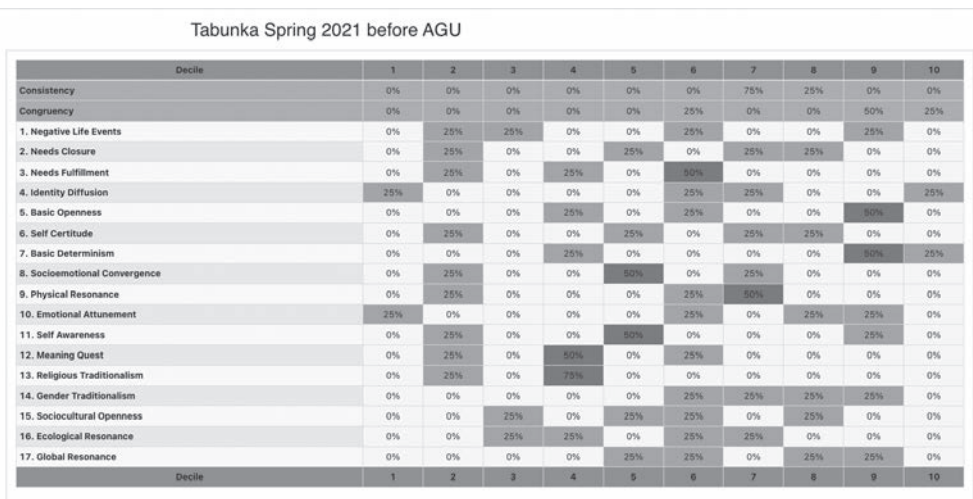 Tabunka Spring 2021 before AGU
Decile 1 2 3 4 5 6 7 8 9 10
Consistency 0% 0% 0% 0% 0% 0% 75% 25% 0% 0%
Congruency 0% 0% 0% 0% 0% 25% 0% 0% 50% 25%
1. Negative Life Events 0% 25% 25% 0% 0% 25% 0% 0% 25% 0%
2. Needs Closure 0% 25% 0% 0% 25% 0% 25% 25% 0% 0%
3. Needs Fulfillment 0% 25% 0% 25% 0% 50% 0% 0% 0% 0%
4. Identity Diffusion 25% 0% 0% 0% 0% 25% 25% 0% 0% 25%
5. Basic Openness 0% 0% 0% 25% 0% 25% 0% 0% 50% 0%
6. Self Certitude 0% 25% 0% 0% 25% 0% 25% 25% 0% 0%
7. Basic Determinism 0% 0% 0% 25% 0% 0% 0% 0% 50% 25%
8. Socioemotional Convergence 0% 25% 0% 0% 50% 0% 25% 0% 0% 0%
9. Physical Resonance 0% 25% 0% 0% 0% 25% 50% 0% 0% 0%
10. Emotional Attunement 25% 0% 0% 0% 0% 25% 0% 25% 25% 0%
11. Self Awareness 0% 25% 0% 0% 50% 0% 0% 0% 25% 0%
12. Meaning Quest 0% 25% 0% 50% 0% 25% 0% 0% 0% 0%
13. Religious Traditionalism 0% 25% 0% 75% 0% 0% 0% 0% 0% 0%
14. Gender Traditionalism 0% 0% 0% 0% 0% 25% 25% 25% 25% 0%
15. Sociocultural Openness 0% 0% 25% 0% 25% 25% 0% 25% 0% 0%
16. Ecological Resonance 0% 0% 25% 25% 0% 25% 25% 0% 0% 0%
17. Global Resonance 0% 0% 0% 0% 25% 25% 0% 25% 25% 0%
Decile 1 2 3 4 5 6 7 8 9 10